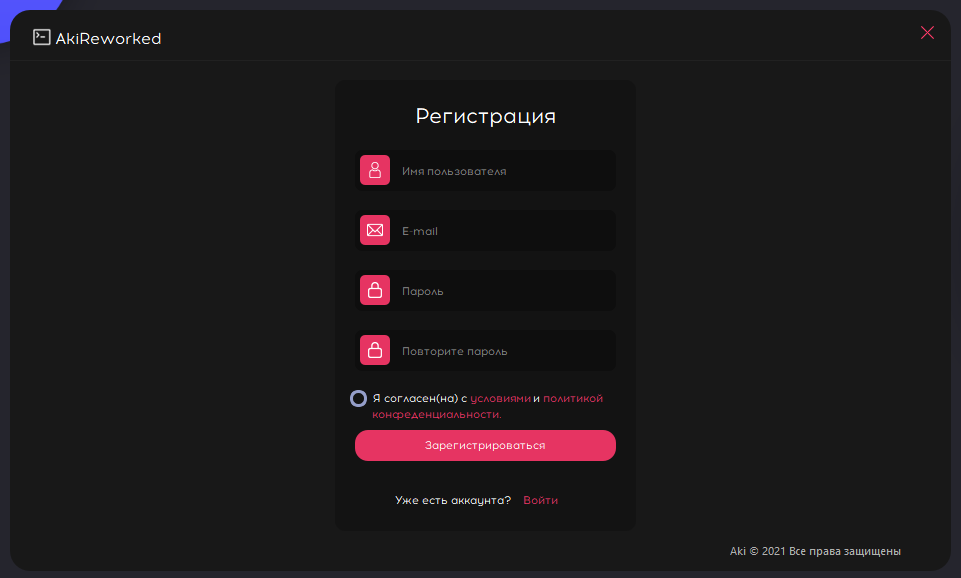 AkiReworked
Регистрация
Имя пользователя
E-mail
Пароль
Повторите пароль
Я согласен(на) с условиями и политикой
конфеденциальности.
Зарегистрироваться
Уже есть аккаунта? Войти
Aki © 2021 Все права защищены